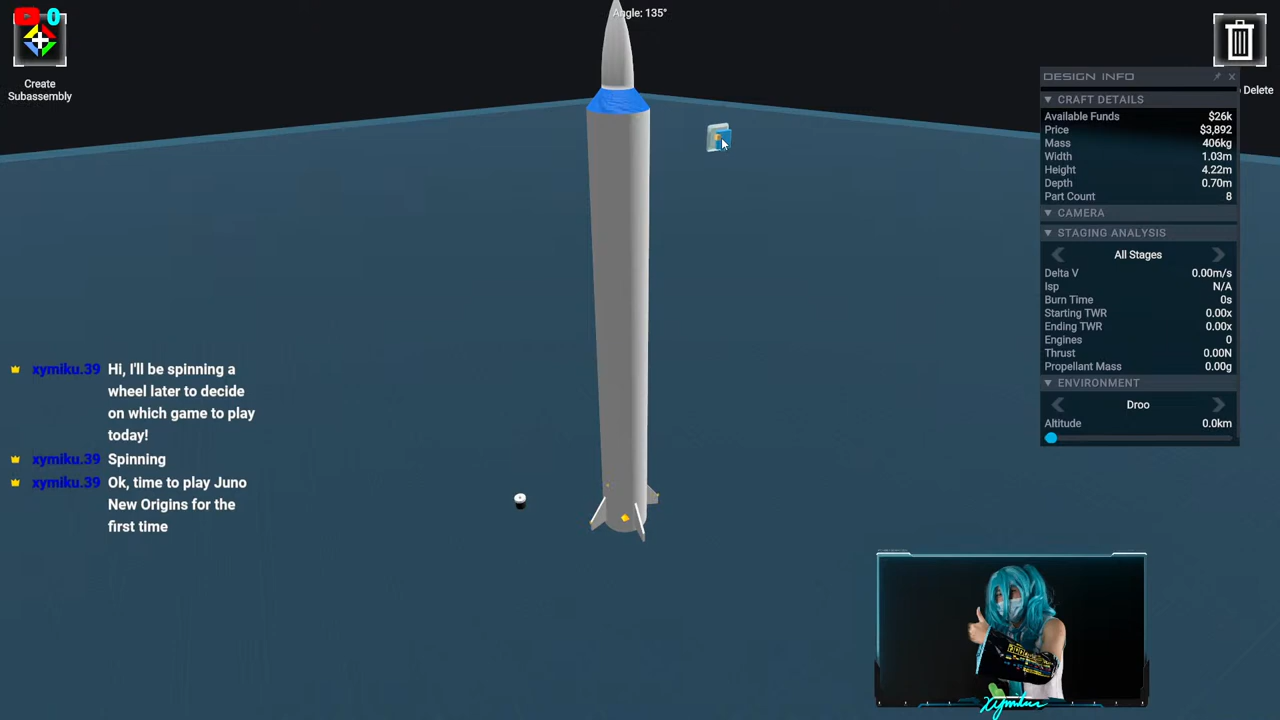 0
Angle: 135°
Create
Subassembly
Delete
DESIGN INFO
CRAFT DETAILS
Available Funds $26k
Price $3,892
Mass 406kg
Width 1.03m
Height 4.22m
Depth 0.70m
Part Count 8
CAMERA
STAGING ANALYSIS
All Stages
Delta V 0.00m/s
Isp N/A
Burn Time 0s
Starting TWR 0.00x
Ending TWR 0.00x
Engines 0
Thrust 0.00N
Propellant Mass 0.00g
ENVIRONMENT
Droo
Altitude 0.0km
xymiku.39 Hi, I'll be spinning a
wheel later to decide
on which game to play
today!
xymiku.39 Spinning
xymiku.39 Ok, time to play Juno
New Origins for the
first time
xymiku